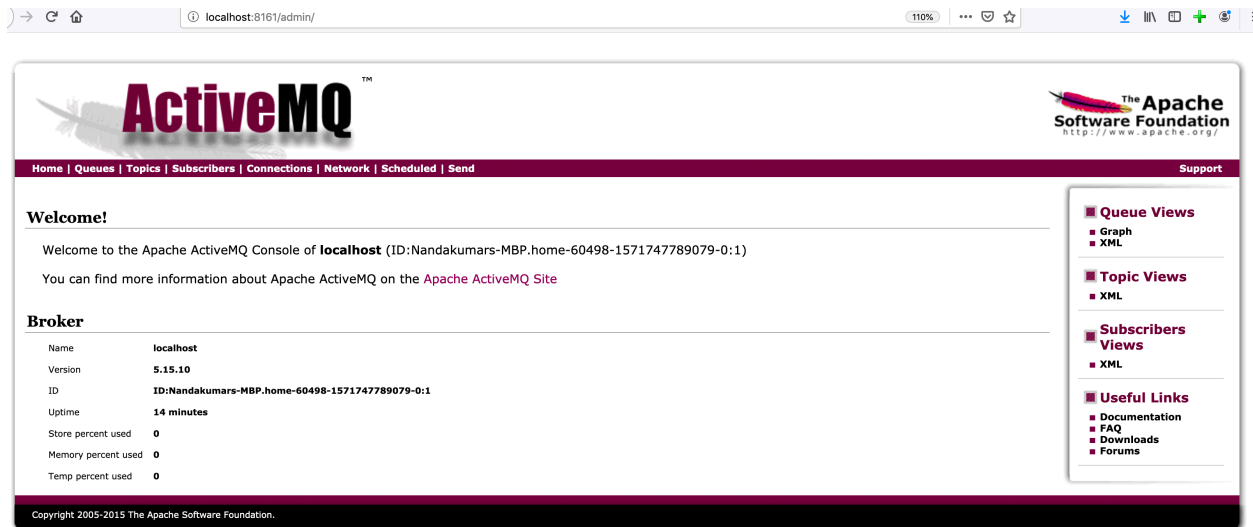 localhost:8161/admin/
110%
ActiveMQ™
The Apache
Software Foundation
http://www.apache.org/
Home | Queues | Topics | Subscribers | Connections | Network | Scheduled | Send
Support
Welcome!
Welcome to the Apache ActiveMQ Console of localhost (ID:Nandakumars-MBP.home-60498-1571747789079-0:1)
You can find more information about Apache ActiveMQ on the Apache ActiveMQ Site
Broker
Name localhost
Version 5.15.10
ID ID:Nandakumars-MBP.home-60498-1571747789079-0:1
Uptime 14 minutes
Store percent used 0
Memory percent used 0
Temp percent used 0
Queue Views
Graph
XML
Topic Views
XML
Subscribers
Views
XML
Useful Links
Documentation
FAQ
Downloads
Forums
Copyright 2005-2015 The Apache Software Foundation.